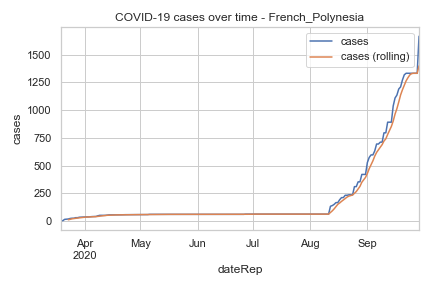 COVID-19 cases over time - French_Polynesia
cases
cases (rolling)
1500
1250
1000
750
500
250
0
cases
Apr
2020
May
Jun
Jul
Aug
Sep
dateRep